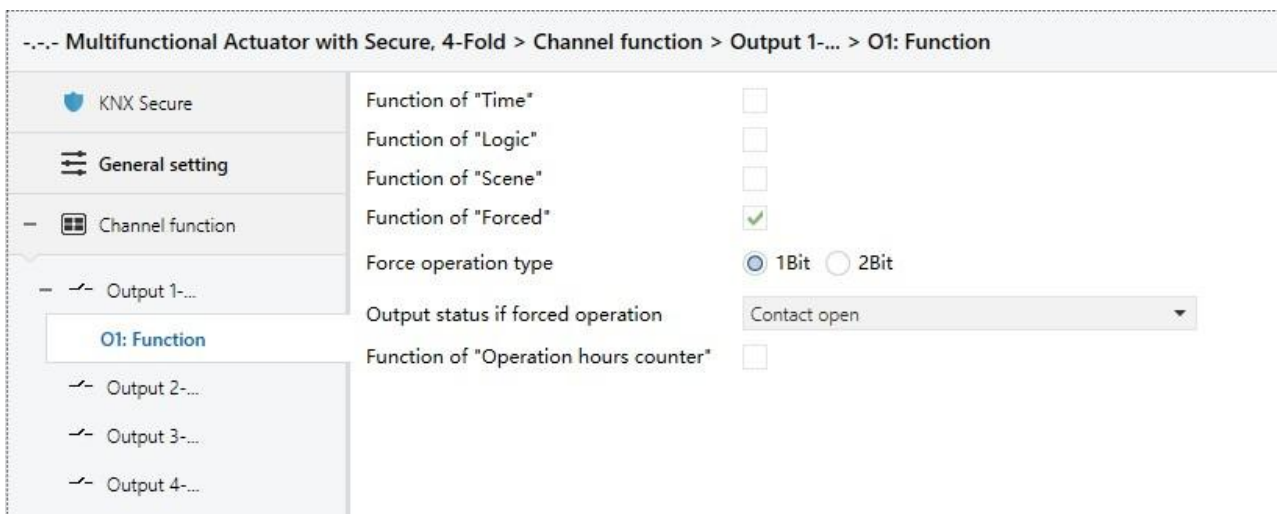 -.-.- Multifunctional Actuator with Secure, 4-Fold > Channel function > Output 1-... > O1: Function
KNX Secure
General setting
Channel function
Output 1-...
O1: Function
Output 2-...
Output 3-...
Output 4-...
Function of "Time"
Function of "Logic"
Function of "Scene"
Function of "Forced"
Force operation type
1Bit 2Bit
Output status if forced operation
Contact open
Function of "Operation hours counter"